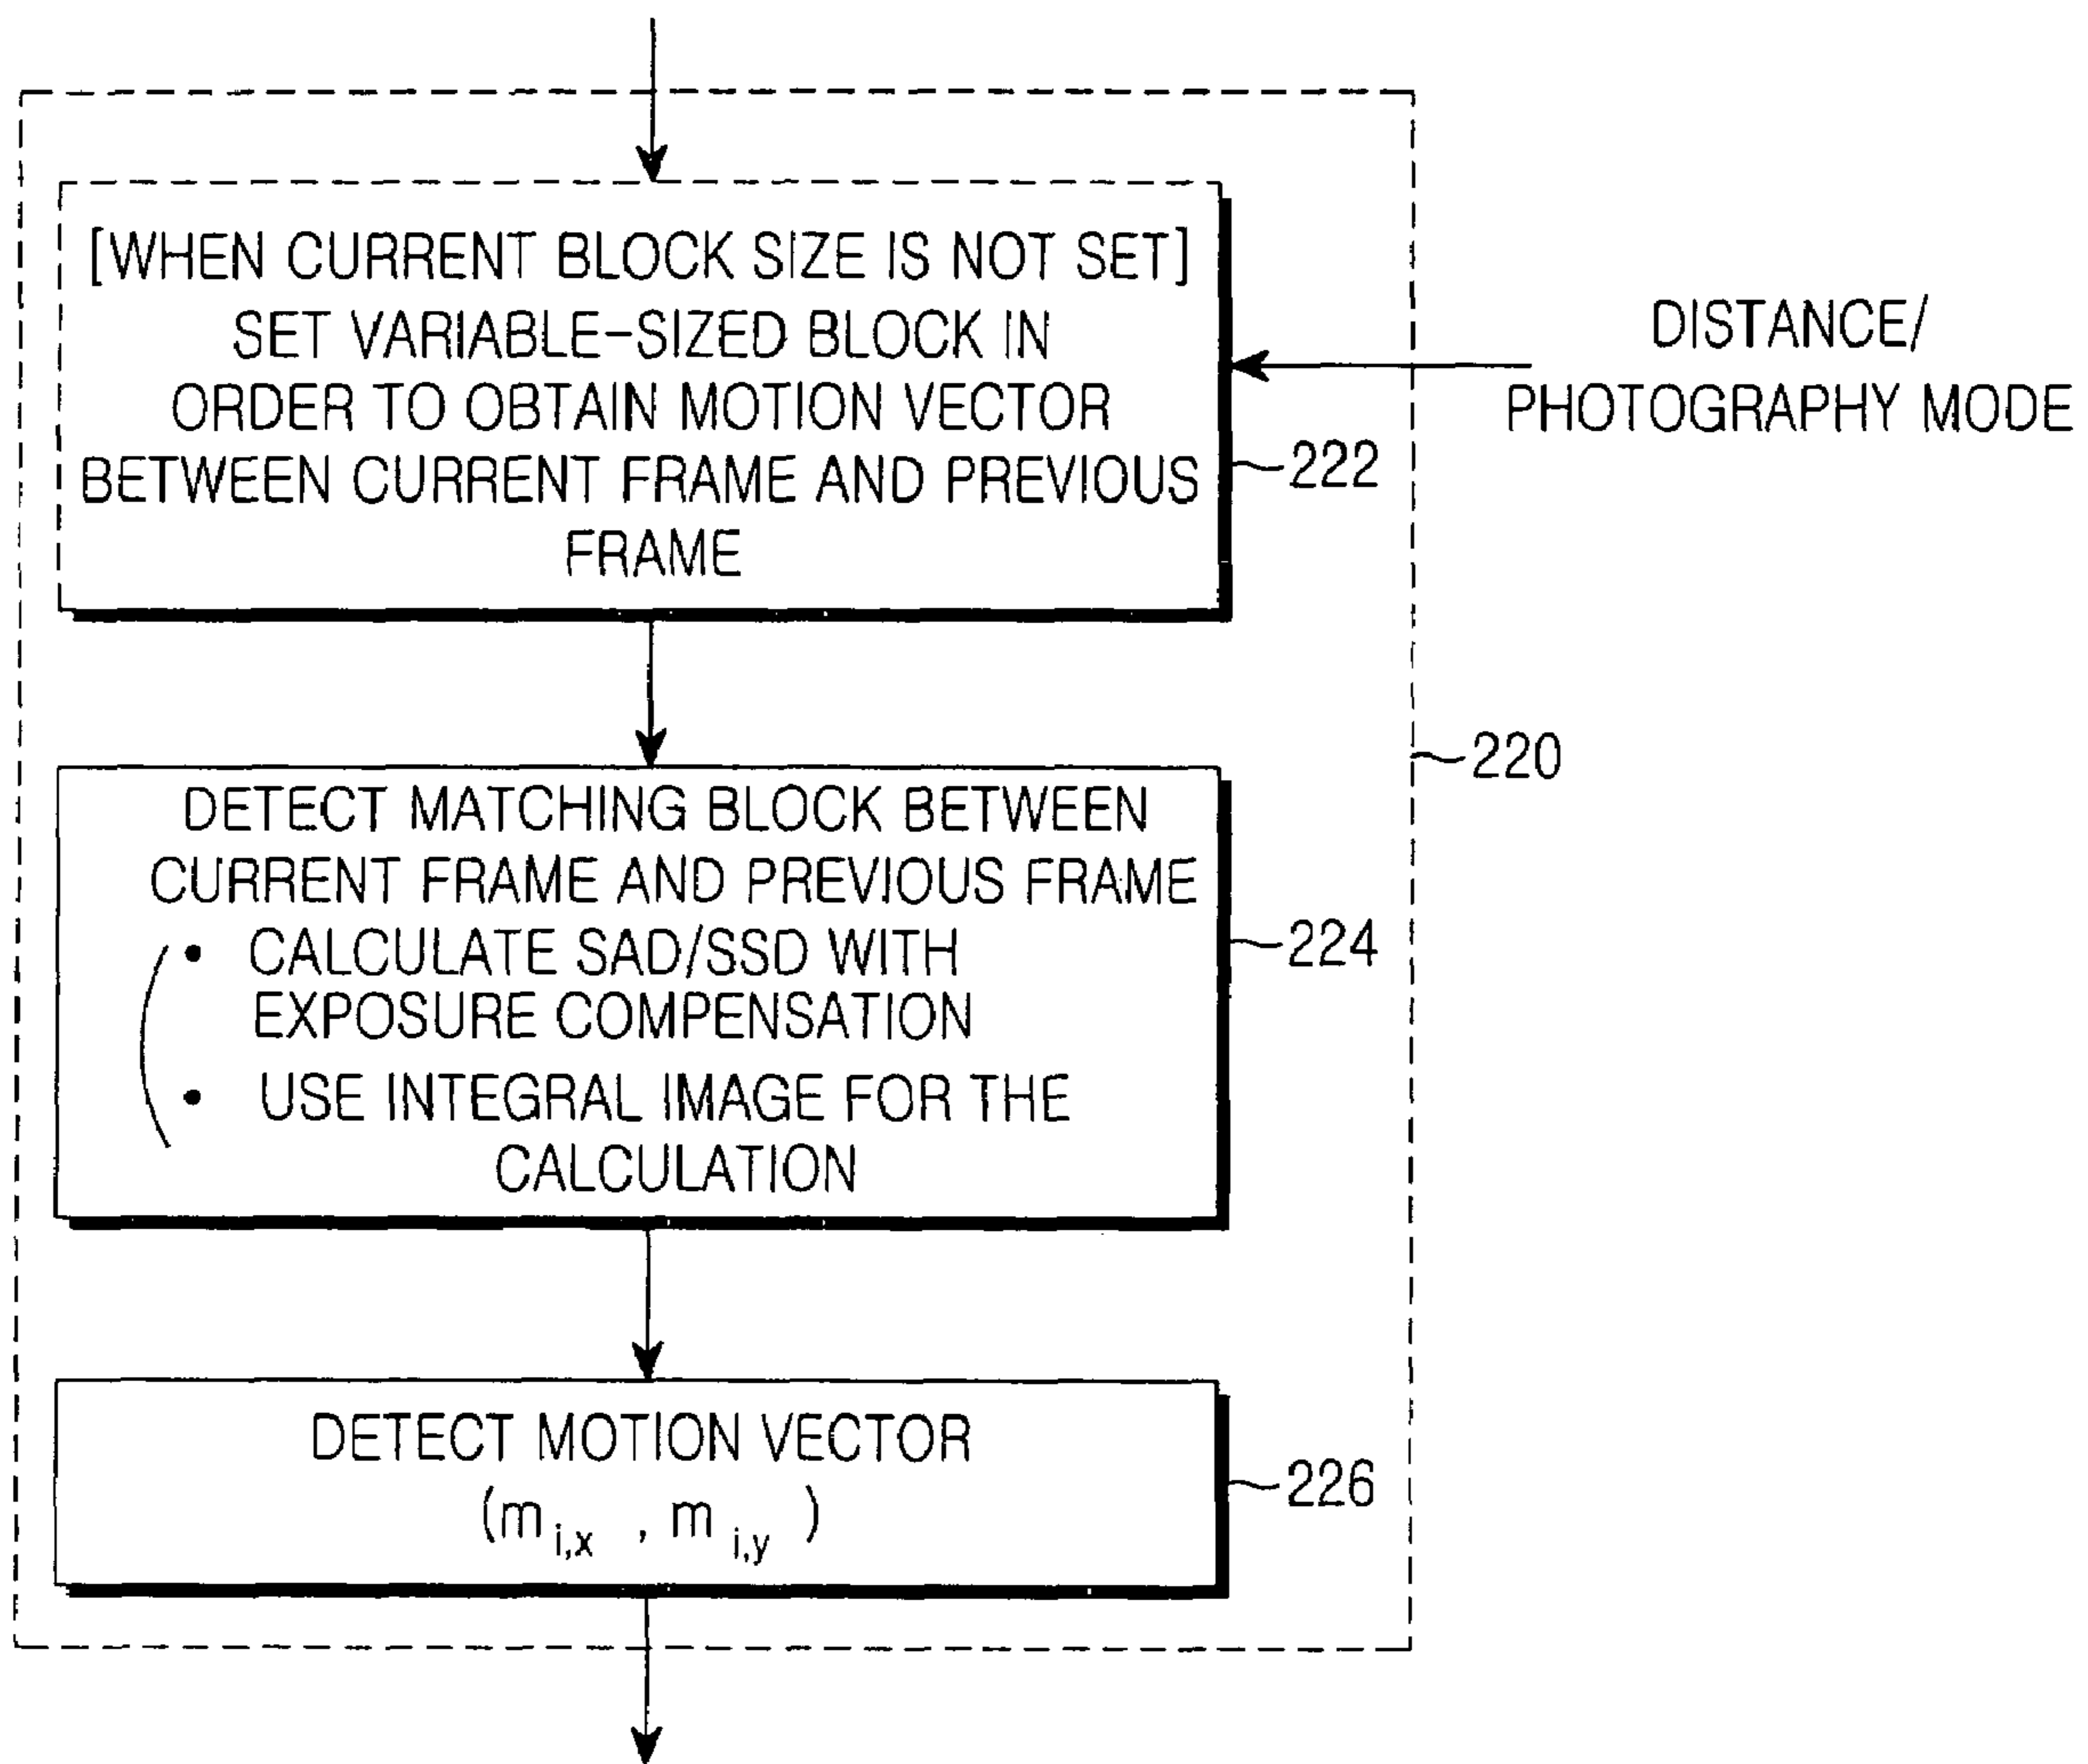 [WHEN CURRENT BLOCK SIZE IS NOT SET]
SET VARIABLE-SIZED BLOCK IN
ORDER TO OBTAIN MOTION VECTOR
BETWEEN CURRENT FRAME AND PREVIOUS
FRAME
222
DISTANCE/
PHOTOGRAPHY MODE
220
DETECT MATCHING BLOCK BETWEEN
CURRENT FRAME AND PREVIOUS FRAME
• CALCULATE SAD/SSD WITH
EXPOSURE COMPENSATION
• USE INTEGRAL IMAGE FOR THE
CALCULATION
224
DETECT MOTION VECTOR
(m i,x , m i,y )
226